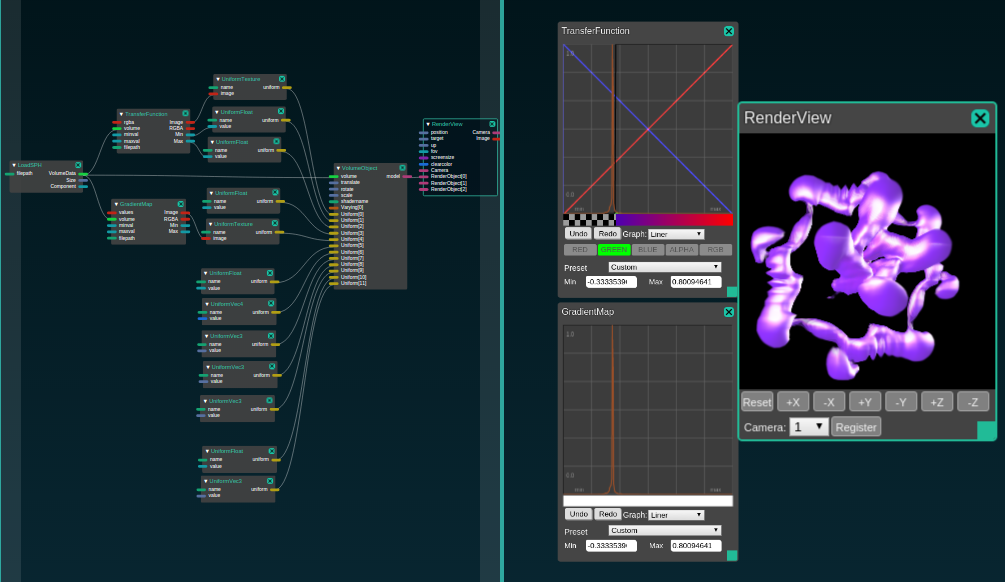 UniformTexture
name uniform
image
TransferFunction
rgba Image
volume RGBA
minval Min
maxval Max
filepath
UniformFloat
name uniform
value
UniformFloat
name uniform
value
LoadSPH
filepath VolumeData
Size
Component
GradientMap
values Image
volume RGBA
minval Min
maxval Max
filepath
UniformFloat
name uniform
value
UniformTexture
name uniform
image
UniformFloat
name uniform
value
UniformVec4
name uniform
value
UniformVec3
name uniform
value
UniformVec3
name uniform
value
UniformVec3
name uniform
value
UniformFloat
name uniform
value
UniformVec3
name uniform
value
VolumeObject
volume model
translate
rotate
scale
shadername
Varying[0]
Uniform[0]
Uniform[1]
Uniform[2]
Uniform[3]
Uniform[4]
Uniform[5]
Uniform[6]
Uniform[7]
Uniform[8]
Uniform[9]
Uniform[10]
Uniform[11]
RenderView
position Camera
target Image
up
fov
screensize
clearcolor
Camera
RenderObject[0]
RenderObject[1]
RenderObject[2]
TransferFunction
1.0
0.0
min max
Undo Redo Graph: Liner
RED GREEN BLUE ALPHA RGB
Preset Custom
Min -0.3333539 Max 0.80094641
GradientMap
1.0
0.0
min max
Undo Redo Graph: Liner
Preset Custom
Min -0.3333539 Max 0.80094641
RenderView
Reset +X -X +Y -Y +Z -Z
Camera: 1 Register